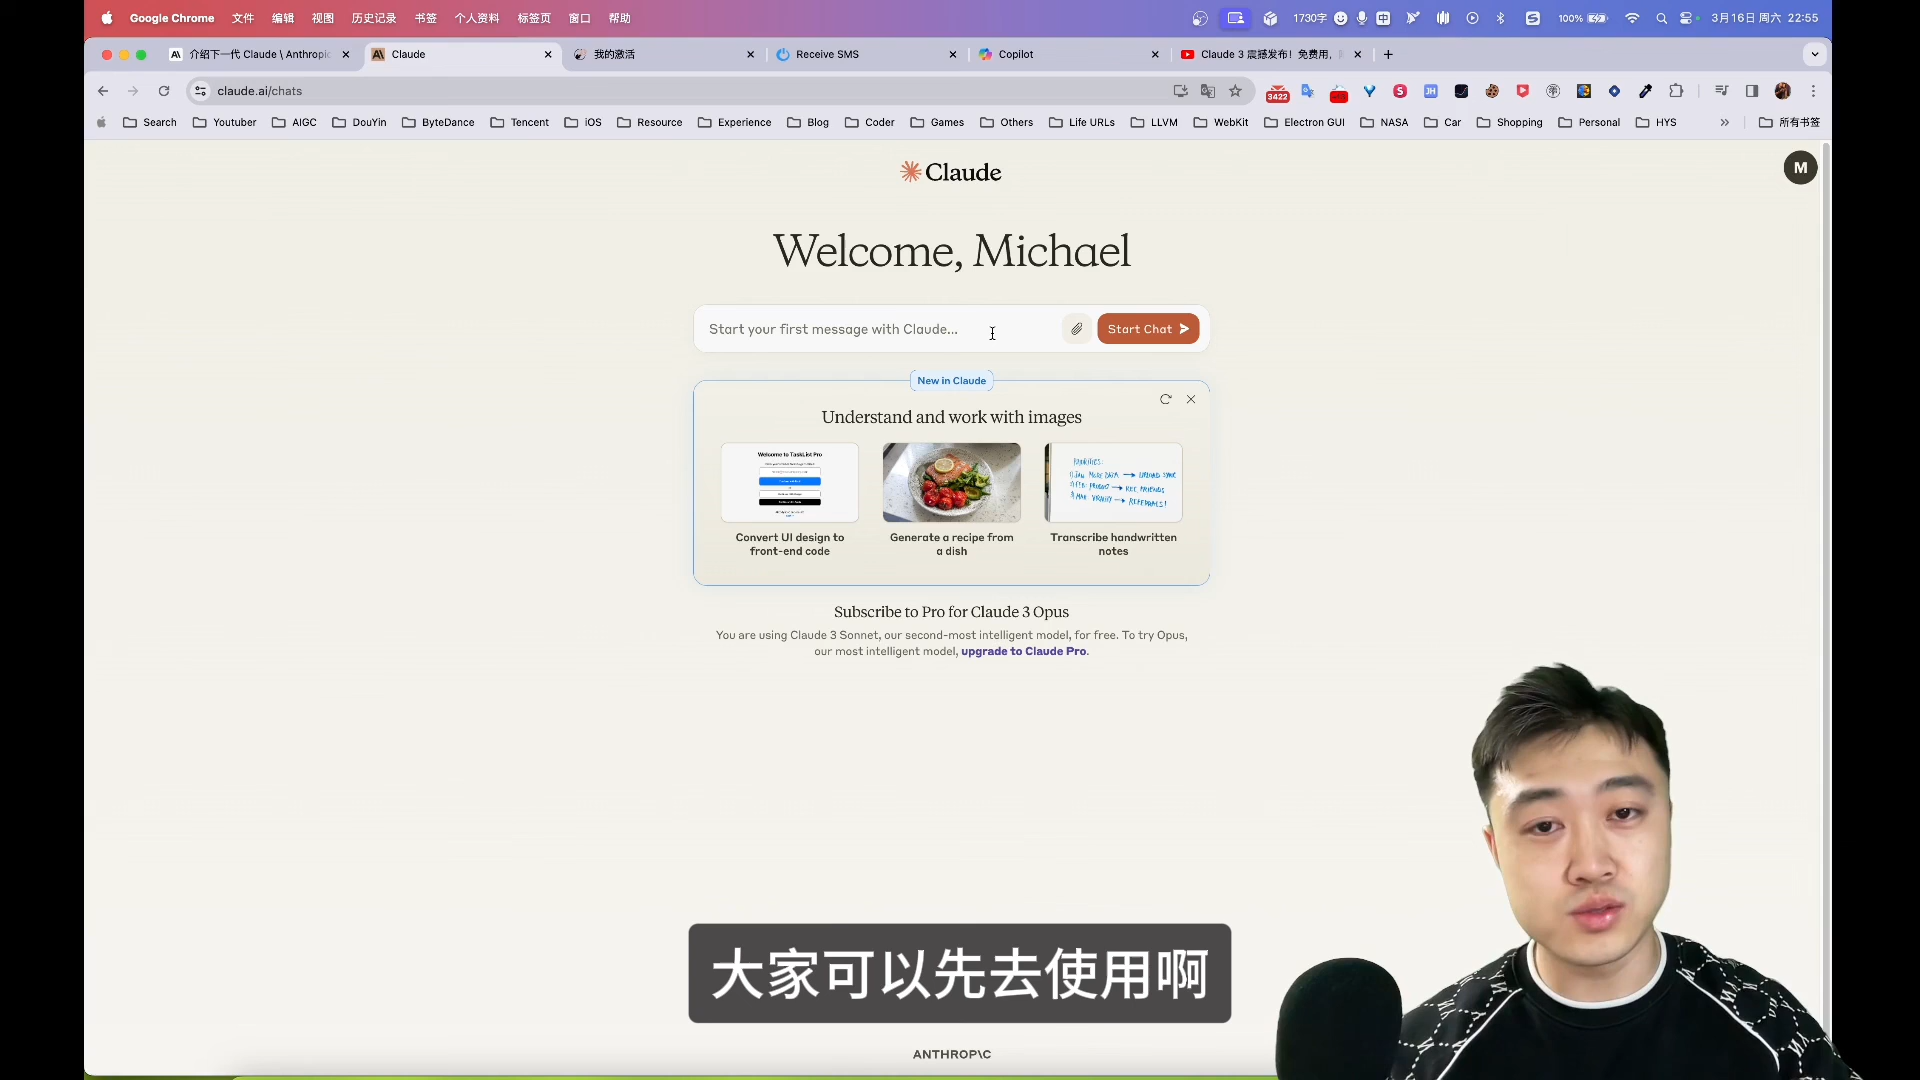 Google Chrome 文件 编辑 视图 历史记录 书签 个人资料 标签页 窗口 帮助 1730字 中 100% 3月16日 周六 22:55
介绍下一代 Claude \ Anthropic Claude 我的激活 Receive SMS Copilot Claude 3 震撼发布！免费用，
claude.ai/chats 3422
Search Youtuber AIGC DouYin ByteDance Tencent iOS Resource Experience Blog Coder Games Others Life URLs LLVM WebKit Electron GUI NASA Car Shopping Personal HYS 所有书签
Claude
M
Welcome, Michael
Start your first message with Claude...
Start Chat
New in Claude
Understand and work with images
Welcome to TaskList Pro
Convert UI design to
front-end code
Generate a recipe from
a dish
Transcribe handwritten
notes
Subscribe to Pro for Claude 3 Opus
You are using Claude 3 Sonnet, our second-most intelligent model, for free. To try Opus,
our most intelligent model, upgrade to Claude Pro.
大家可以先去使用啊
ANTHROP\C